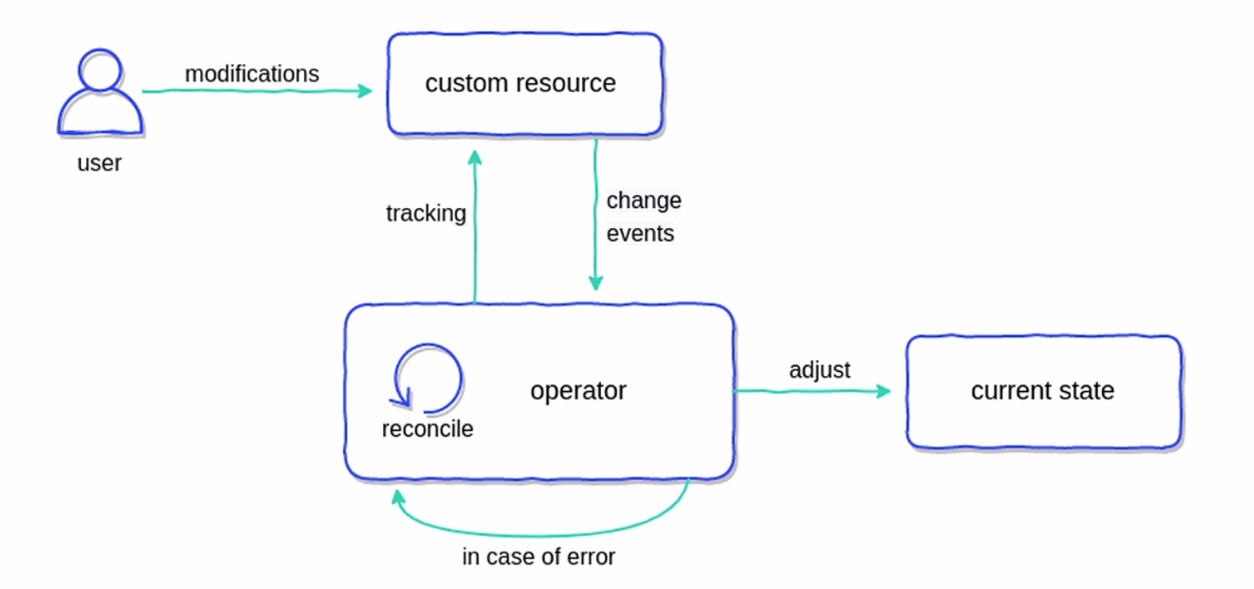 modifications
custom resource
user
tracking
change
events
operator
reconcile
adjust
current state
in case of error